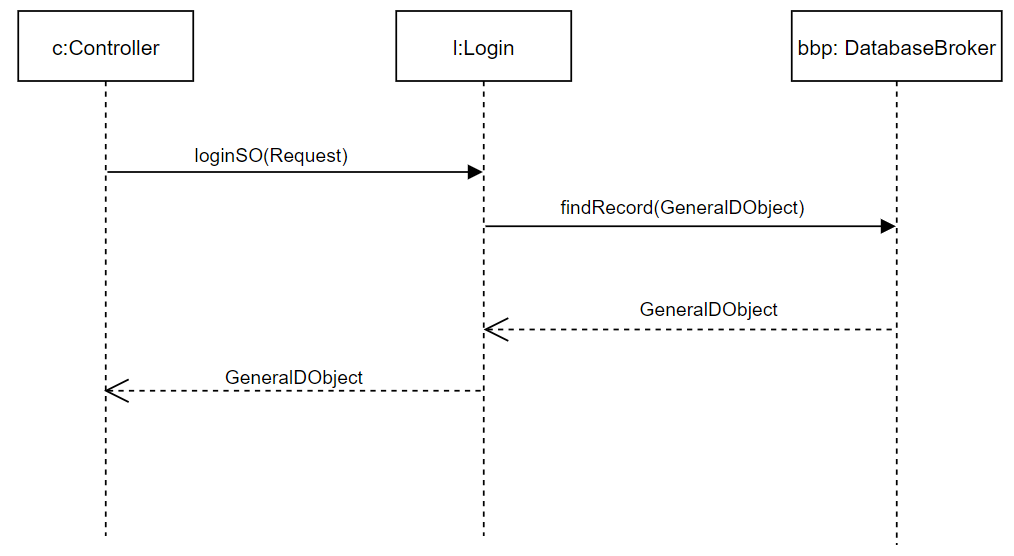 c:Controller
l:Login
bbp: DatabaseBroker
loginSO(Request)
findRecord(GeneralDObject)
GeneralDObject
GeneralDObject